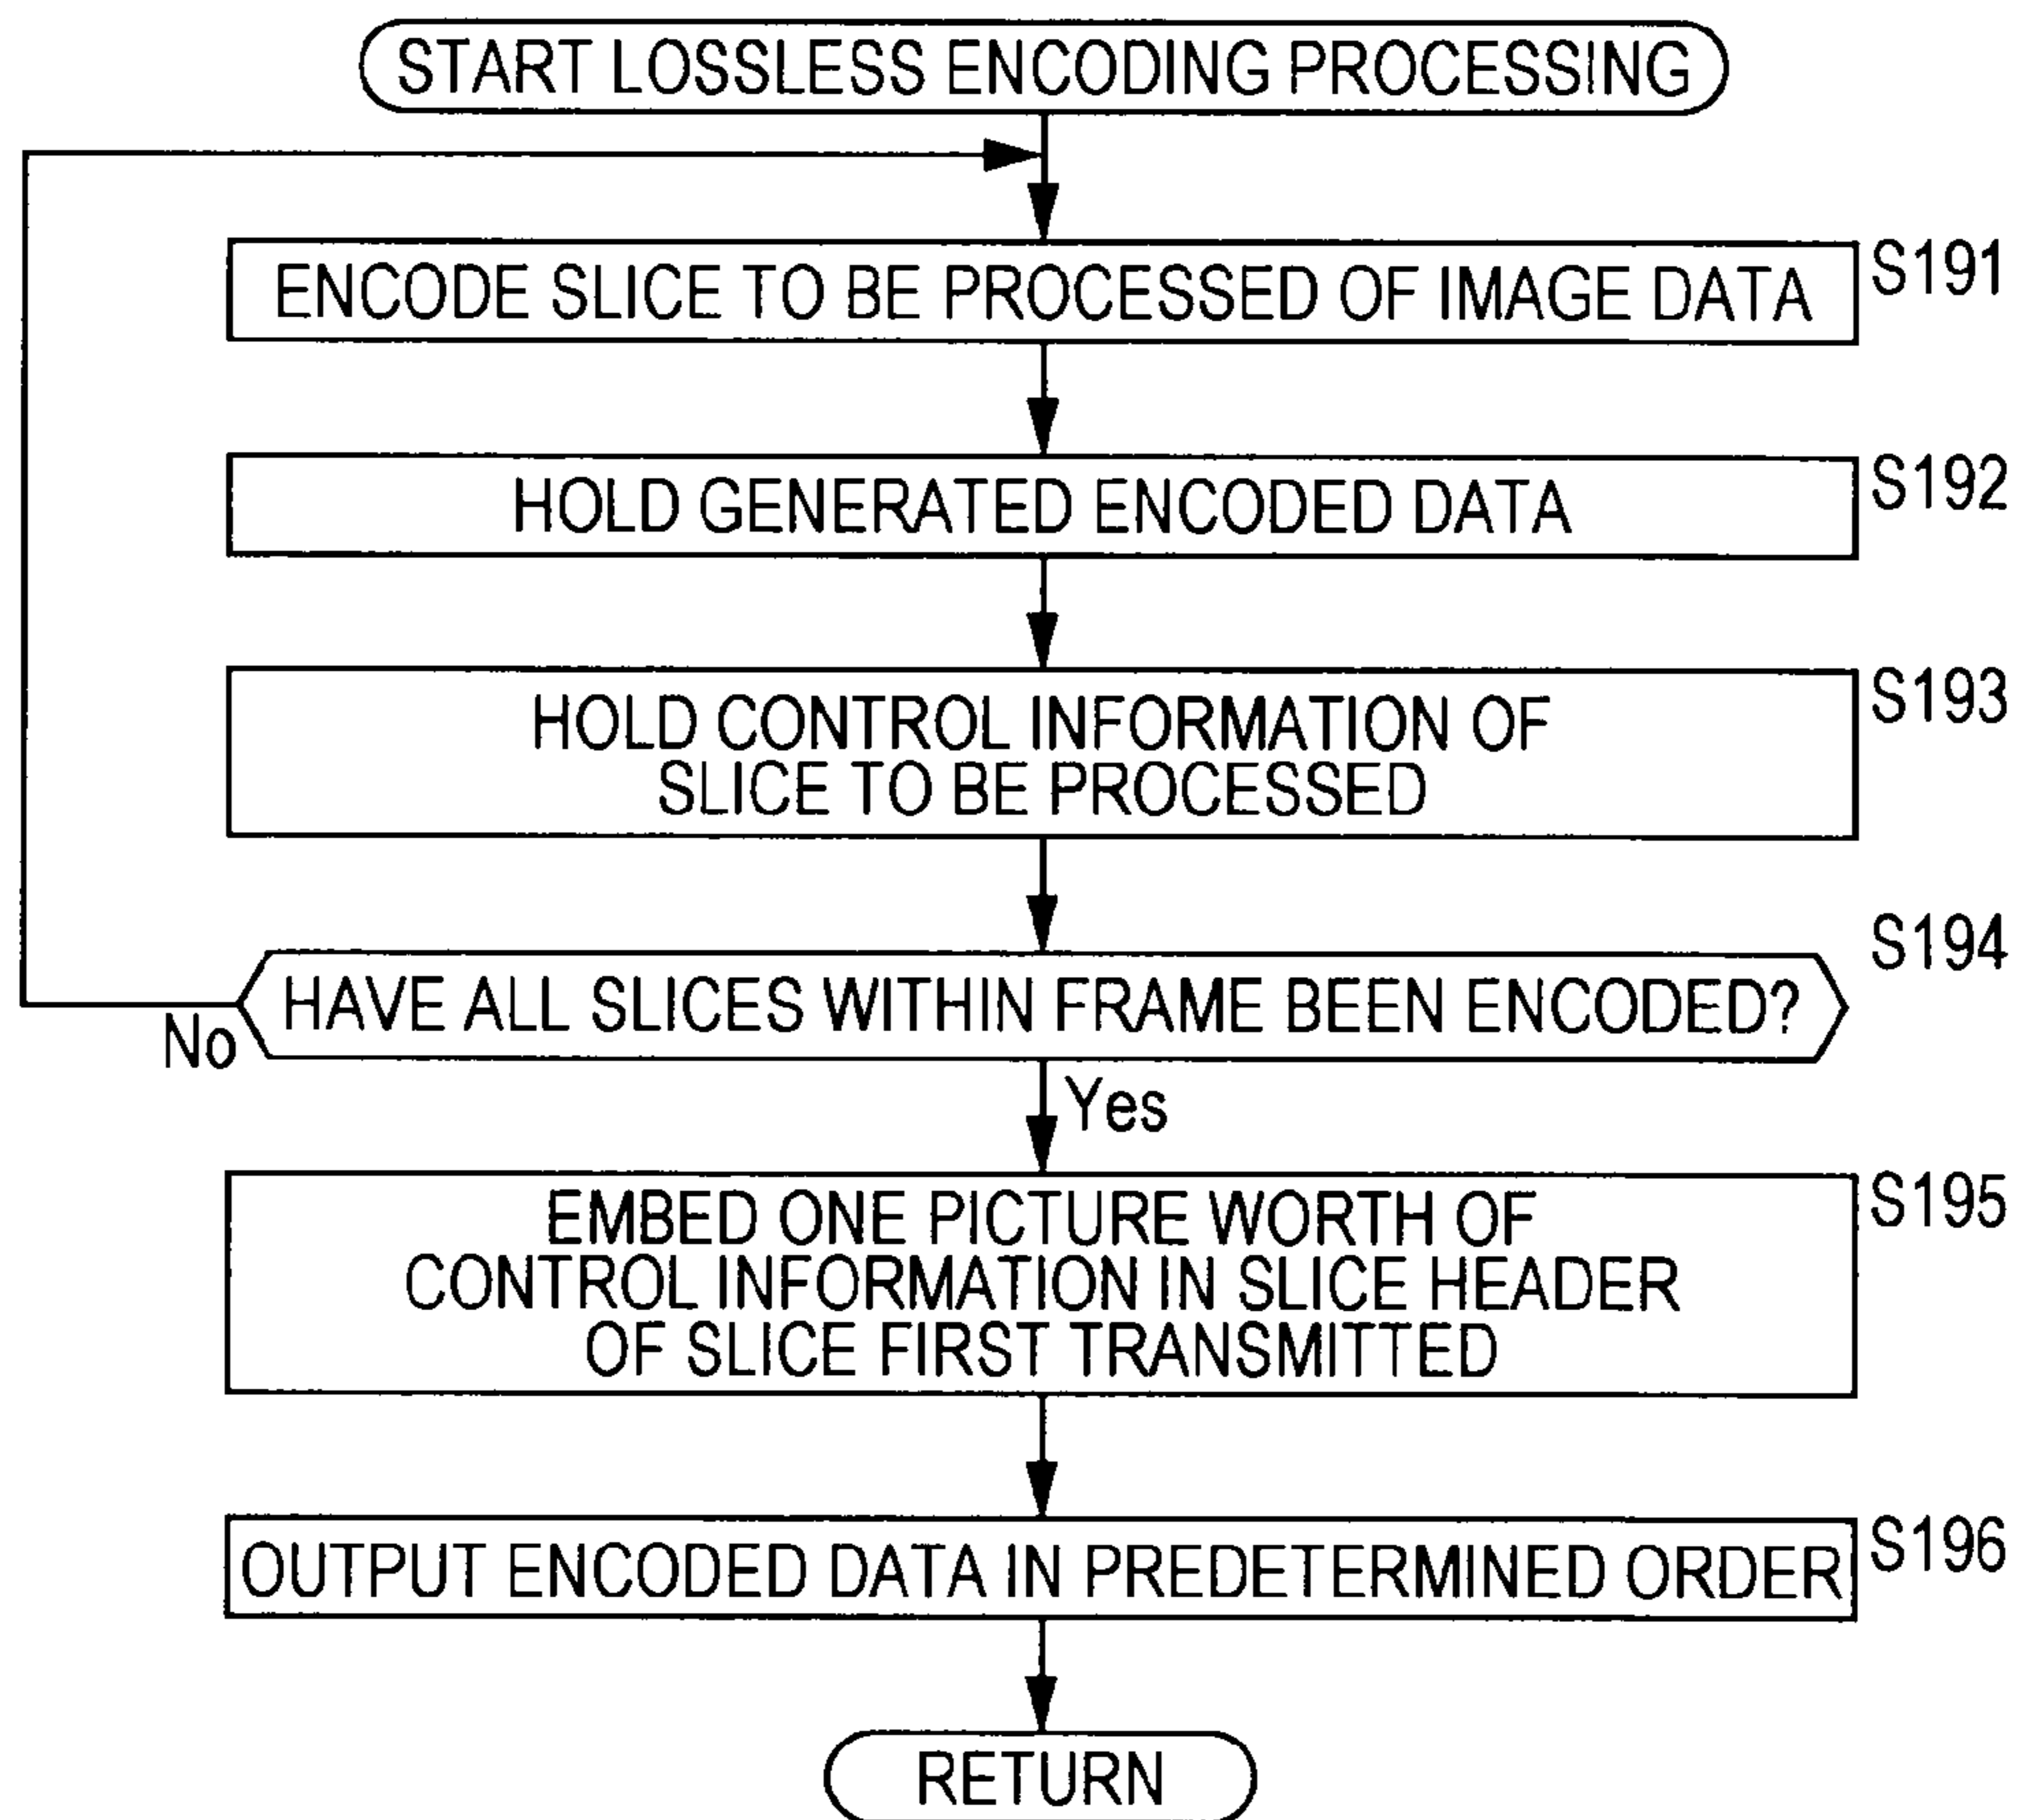 START LOSSLESS ENCODING PROCESSING
ENCODE SLICE TO BE PROCESSED OF IMAGE DATA
S191
HOLD GENERATED ENCODED DATA
S192
HOLD CONTROL INFORMATION OF
SLICE TO BE PROCESSED
S193
HAVE ALL SLICES WITHIN FRAME BEEN ENCODED?
S194
No
Yes
EMBED ONE PICTURE WORTH OF
CONTROL INFORMATION IN SLICE HEADER
OF SLICE FIRST TRANSMITTED
S195
OUTPUT ENCODED DATA IN PREDETERMINED ORDER
S196
RETURN